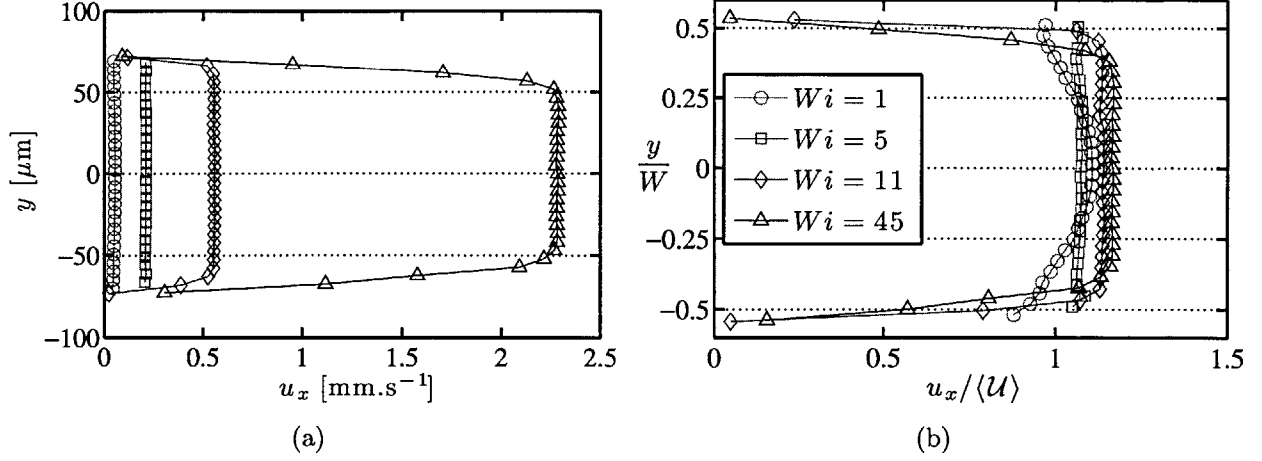 100
50
0
−50
−100
y [μm]
0
0.5
1
1.5
2
2.5
u_x [mm.s⁻¹]
(a)
0.5
0.25
0
−0.25
−0.5
y
W
Wi = 1
Wi = 5
Wi = 11
Wi = 45
0
0.5
1
1.5
u_x/⟨𝒰⟩
(b)